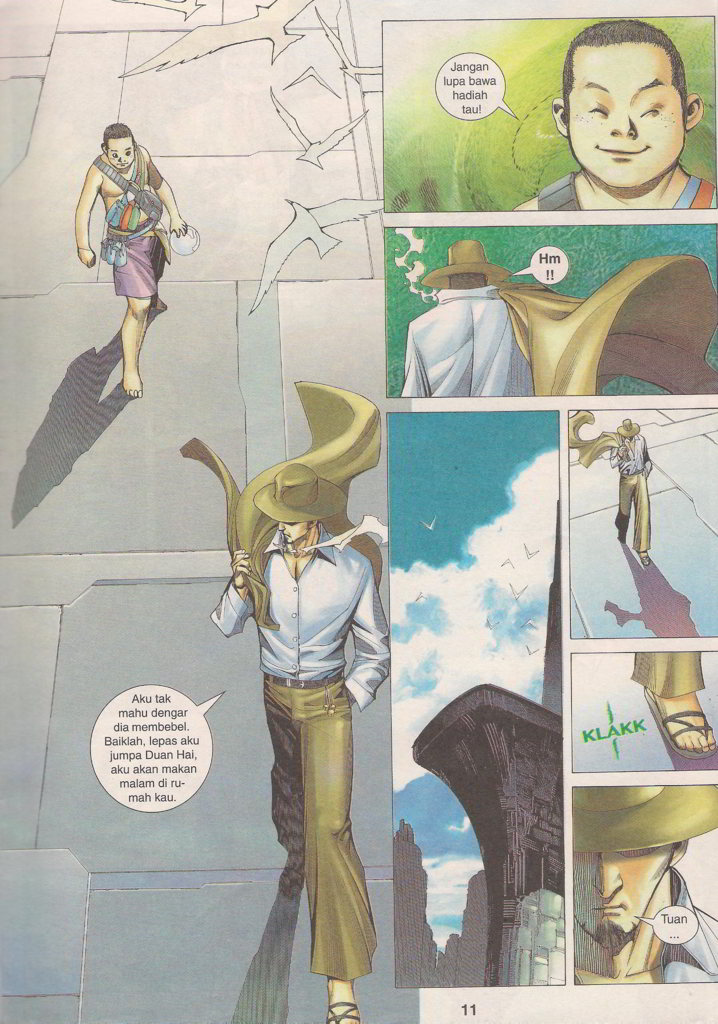 Aku tak
mahu dengar
dia membebel.
Baiklah, lepas aku
jumpa Duan Hai,
aku akan makan
malam di ru-
mah kau.
Jangan
lupa bawa
hadiah
tau!
Hm
!!
KLAKK
Tuan
...
11